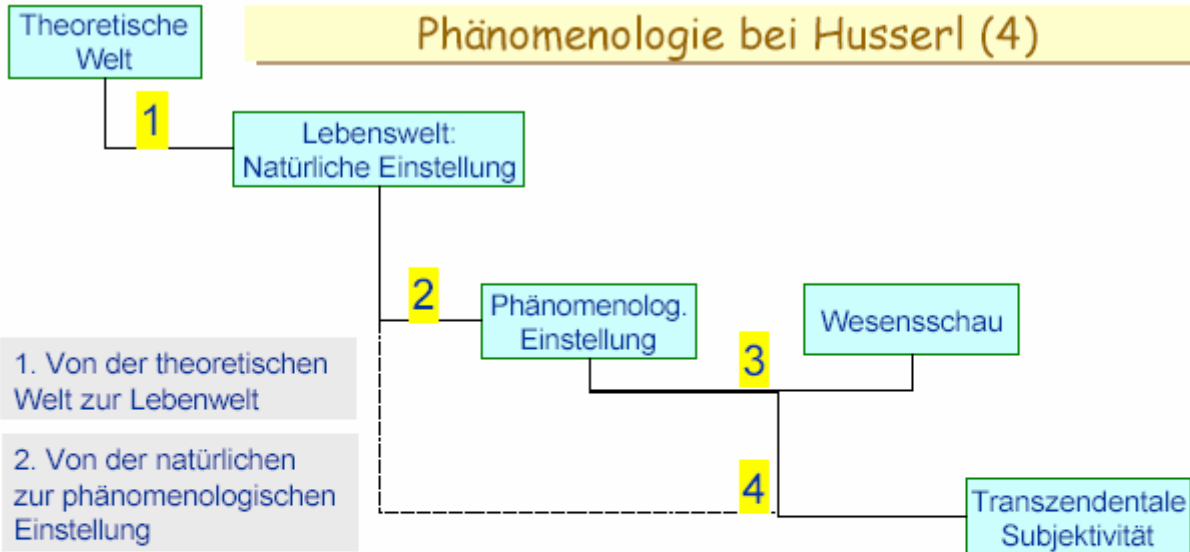 Theoretische
Welt
Phänomenologie bei Husserl (4)
1
Lebenswelt:
Natürliche Einstellung
2
Phänomenolog.
Einstellung
Wesensschau
3
1. Von der theoretischen
Welt zur Lebenwelt
2. Von der natürlichen
zur phänomenologischen
Einstellung
4
Transzendentale
Subjektivität